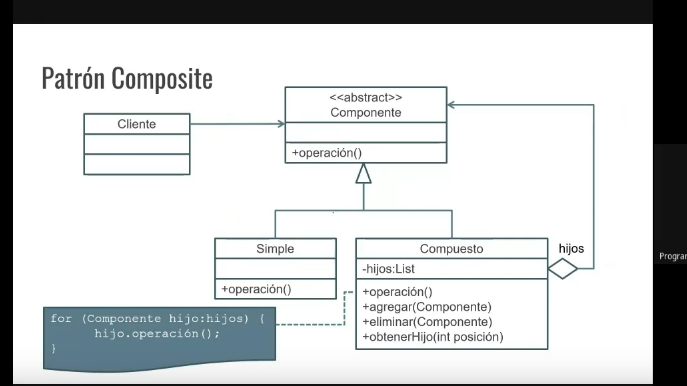 Patrón Composite
<<abstract>>
Componente
Cliente
+operación()
Simple
Compuesto
hijos
-hijos:List
+operación()
+operación()
+agregar(Componente)
+eliminar(Componente)
+obtenerHijo(int posición)
for (Componente hijo:hijos) {
hijo.operación();
}